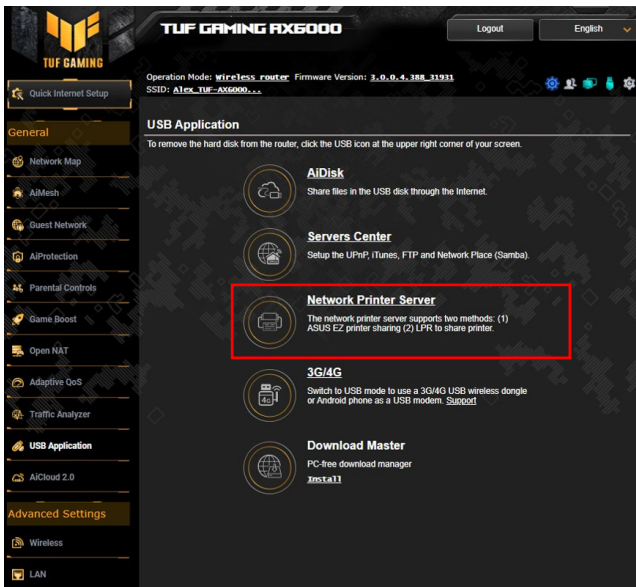 TUF GAMING AX6000
Logout
English
TUF GAMING
Operation Mode: Wireless router Firmware Version: 3.0.0.4.388_31931
SSID: Alex_TUF-AX6000...
Quick Internet Setup
General
Network Map
AiMesh
Guest Network
AiProtection
Parental Controls
Game Boost
Open NAT
Adaptive QoS
Traffic Analyzer
USB Application
AiCloud 2.0
Advanced Settings
Wireless
LAN
USB Application
To remove the hard disk from the router, click the USB icon at the upper right corner of your screen.
AiDisk
Share files in the USB disk through the Internet.
Servers Center
Setup the UPnP, iTunes, FTP and Network Place (Samba).
Network Printer Server
The network printer server supports two methods: (1)
ASUS EZ printer sharing (2) LPR to share printer.
3G/4G
4G
Switch to USB mode to use a 3G/4G USB wireless dongle
or Android phone as a USB modem. Support
Download Master
PC-free download manager
Install